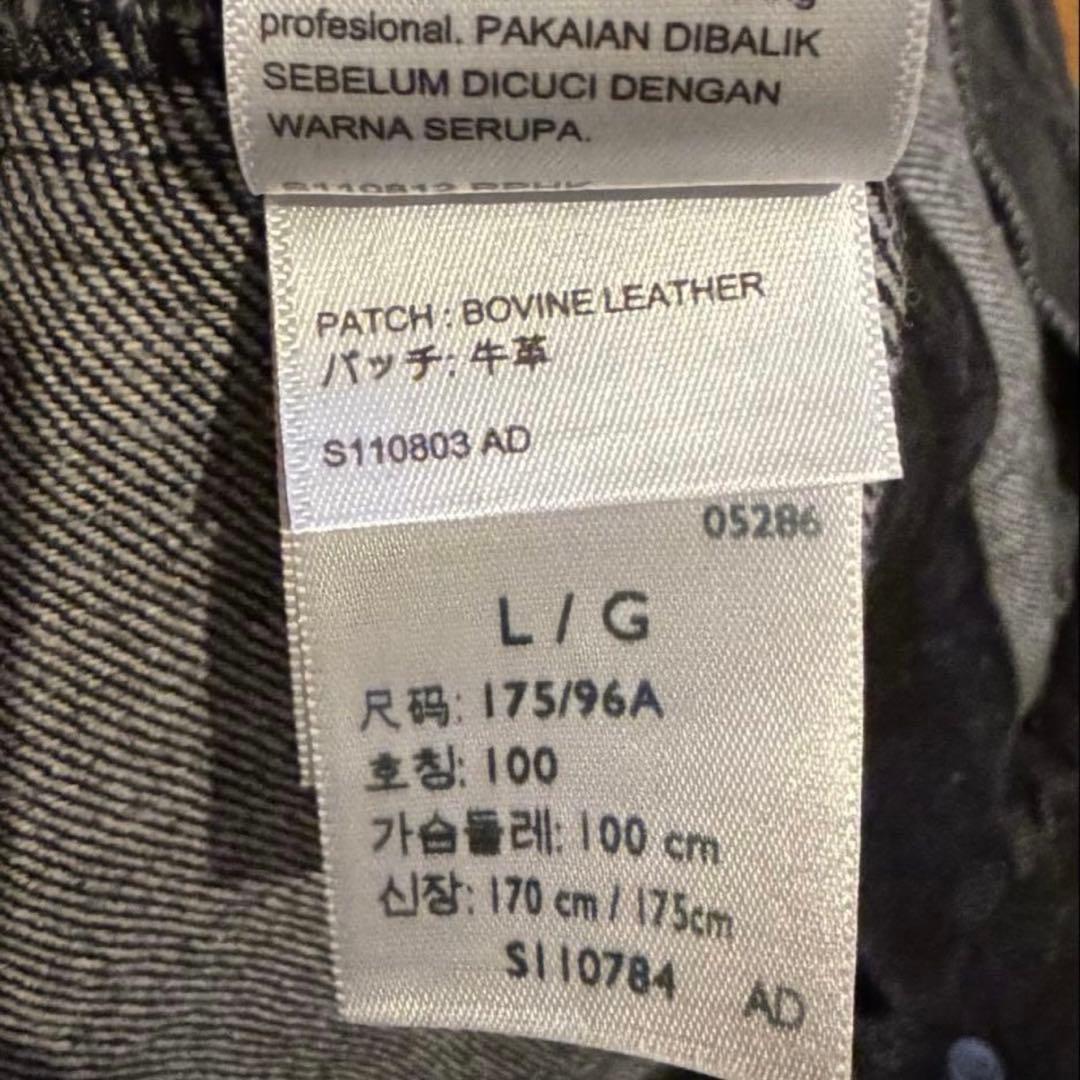 profesional. PAKAIAN DIBALIK
SEBELUM DICUCI DENGAN
WARNA SERUPA.
PATCH : BOVINE LEATHER
パッチ: 牛革
S110803 AD
05286
L / G
尺码: 175/96A
호칭: 100
가슴둘레: 100 cm
신장: 170 cm / 175cm
S110784 AD